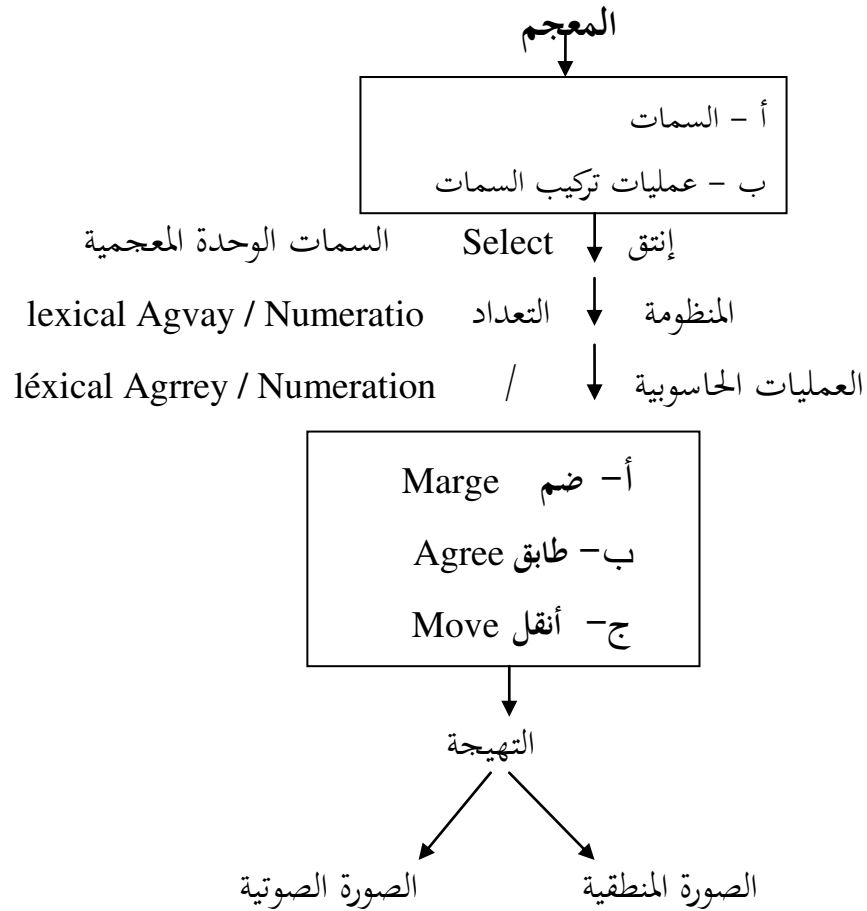 المعجم
أ – السمات
ب – عمليات تركيب السمات
إنتق Select السمات الوحدة المعجمية
المنظومة التعداد lexical Agvay / Numeratio
العمليات الحاسوبية / léxical Agrrey / Numeration
أ– ضم Marge
ب– طابق Agree
ج– أنقل Move
التهيجة
الصورة المنطقية الصورة الصوتية